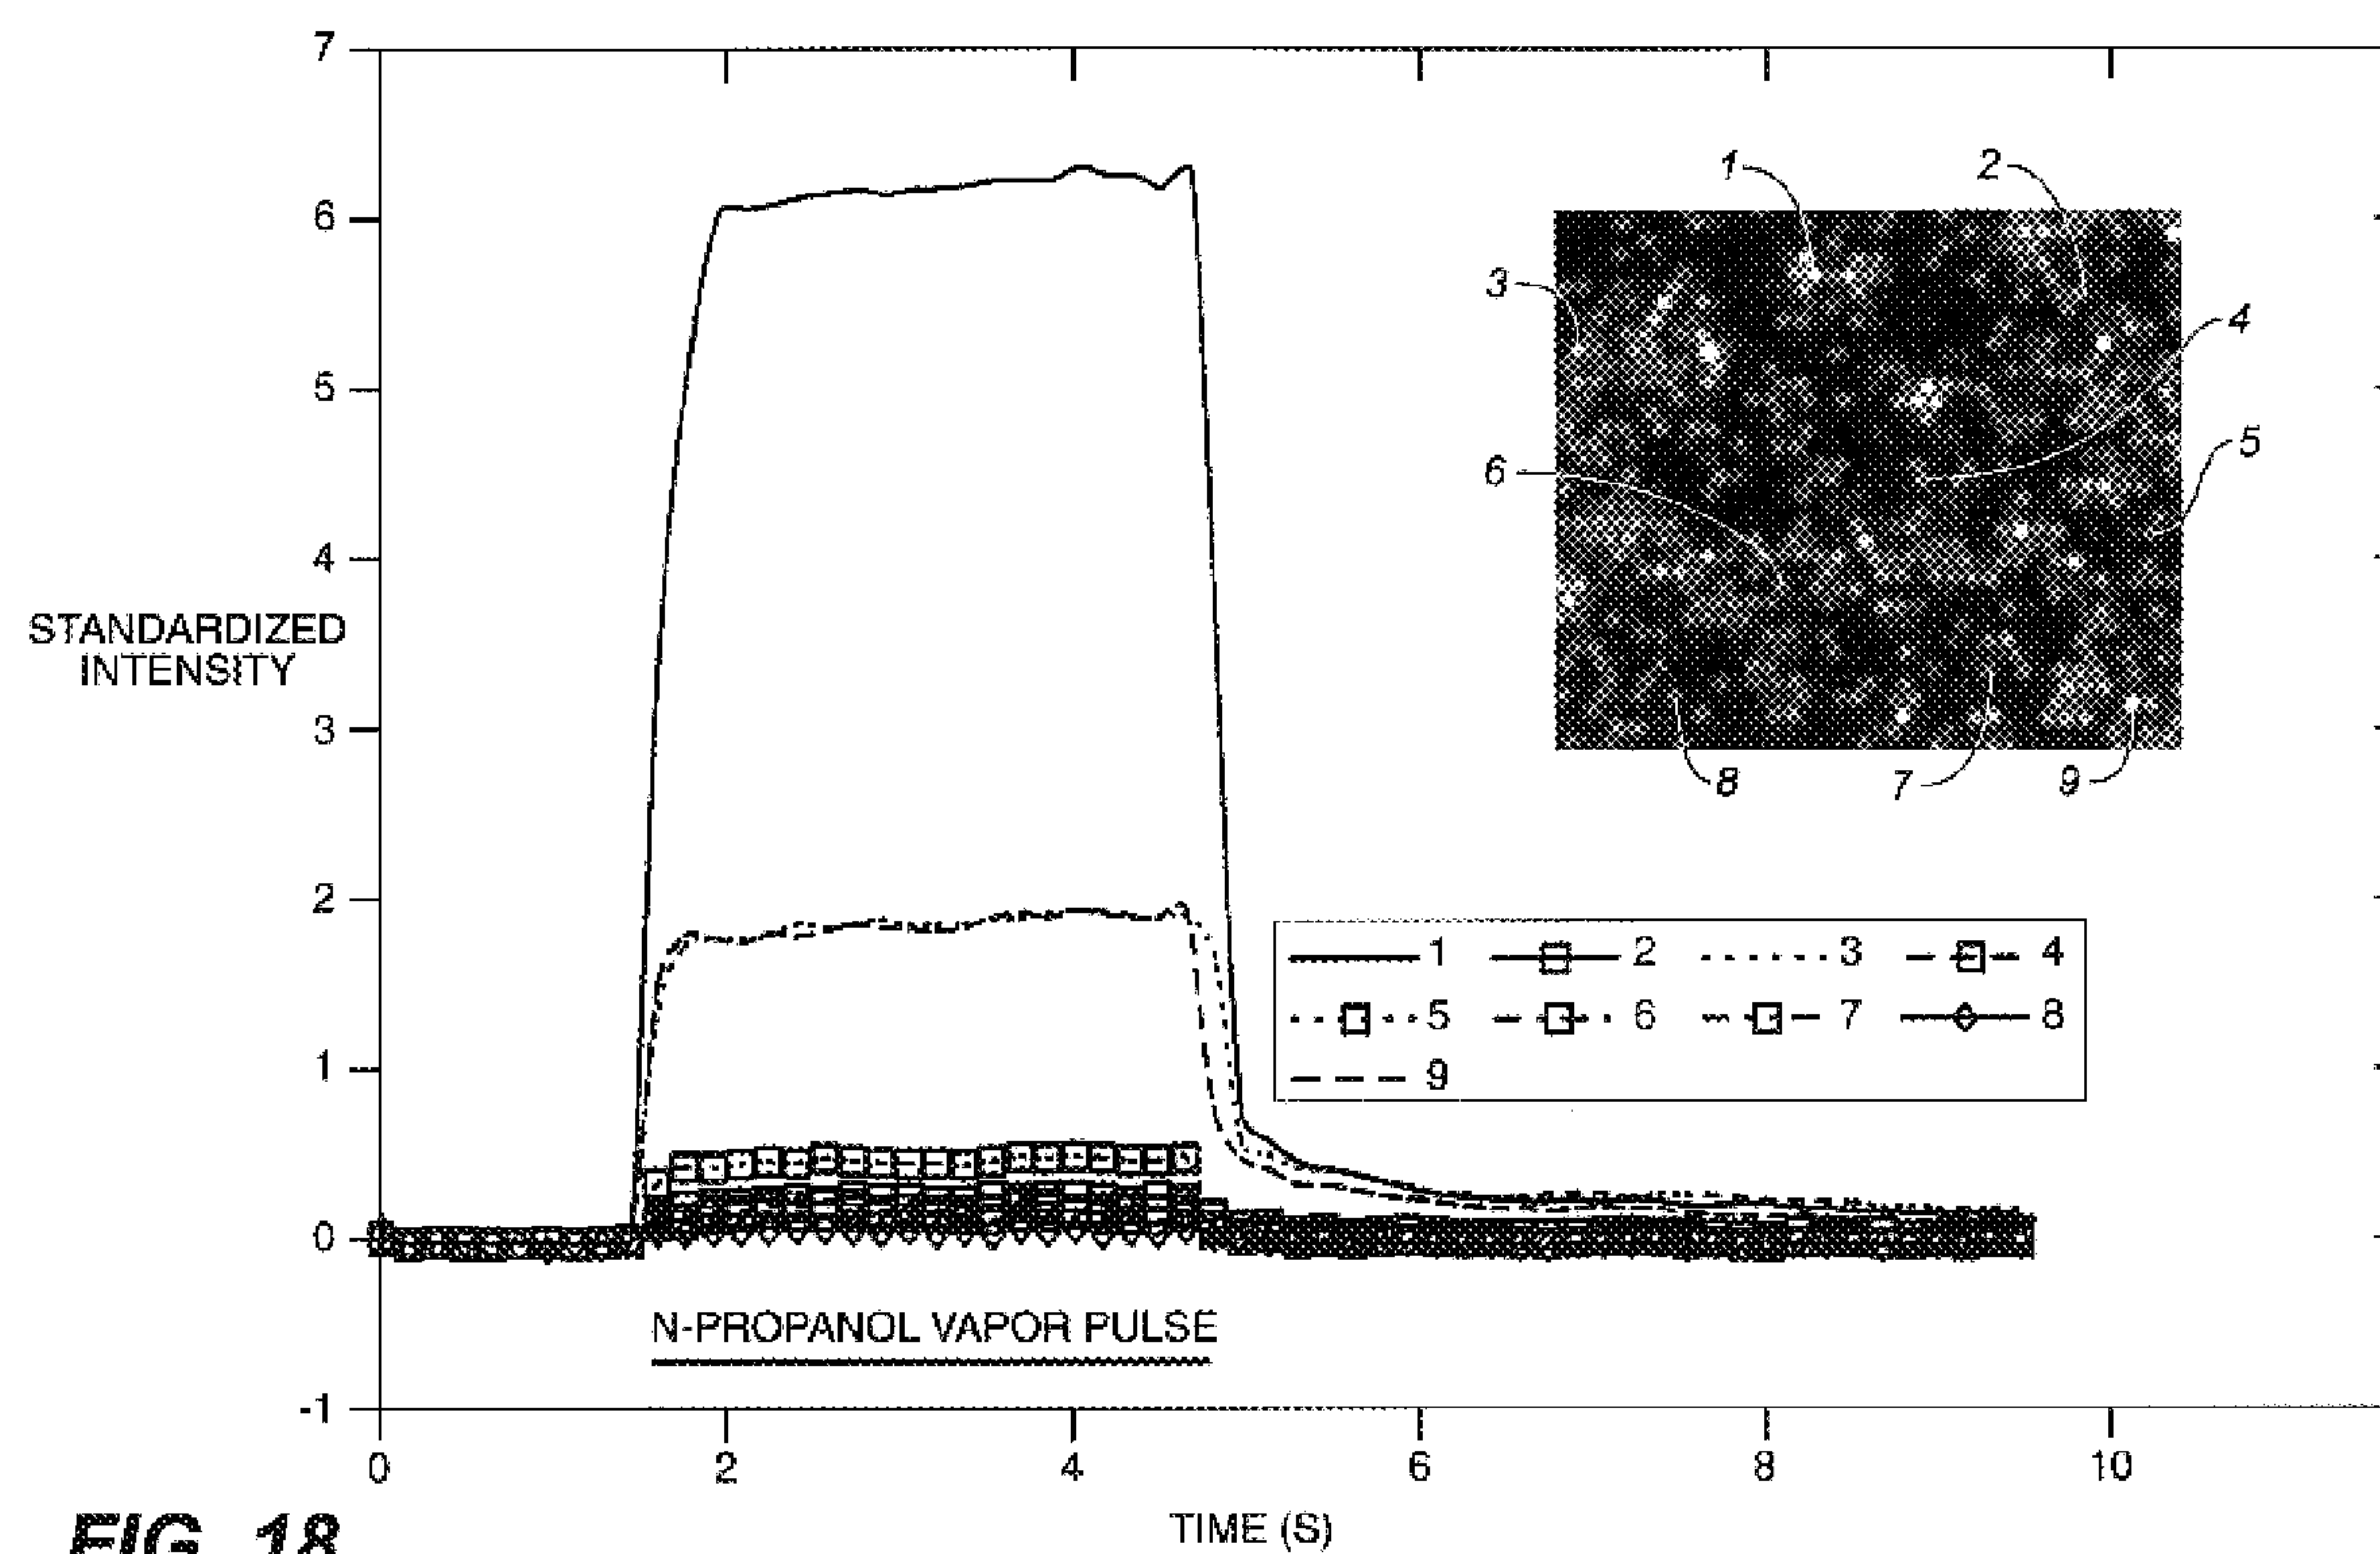 7
6
5
4
3
2
1
0
-1
STANDARDIZED
INTENSITY
1
2
3
4
5
6
7
8
9
1 2 3 4
5 6 7 8
9
N-PROPANOL VAPOR PULSE
0 2 4 6 8 10
TIME (S)
FIG. 18